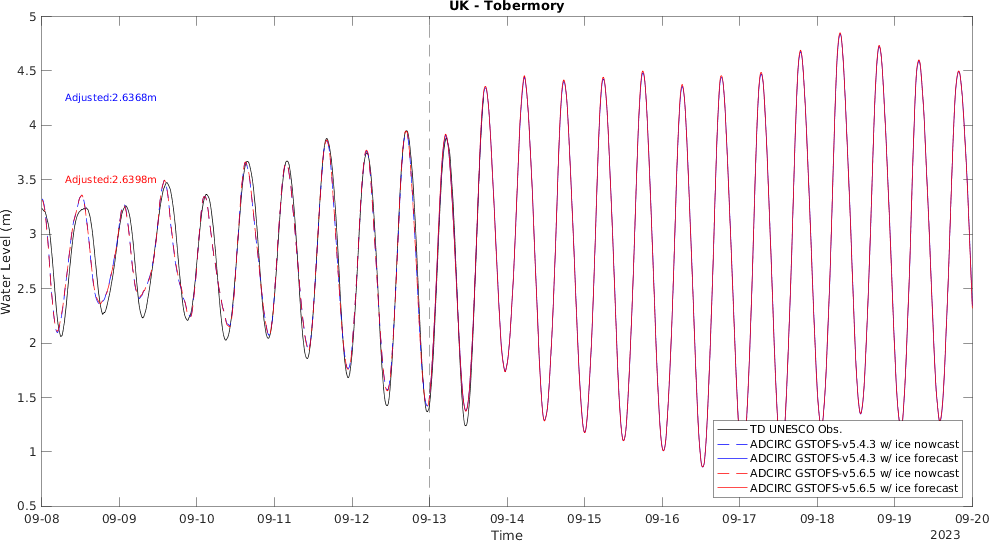 UK - Tobermory
5
4.5
4
3.5
3
2.5
2
1.5
1
0.5
Water Level (m)
Adjusted:2.6368m
Adjusted:2.6398m
TD UNESCO Obs.
ADCIRC GSTOFS-v5.4.3 w/ ice nowcast
ADCIRC GSTOFS-v5.4.3 w/ ice forecast
ADCIRC GSTOFS-v5.6.5 w/ ice nowcast
ADCIRC GSTOFS-v5.6.5 w/ ice forecast
09-08 09-09 09-10 09-11 09-12 09-13 09-14 09-15 09-16 09-17 09-18 09-19 09-20
Time
2023